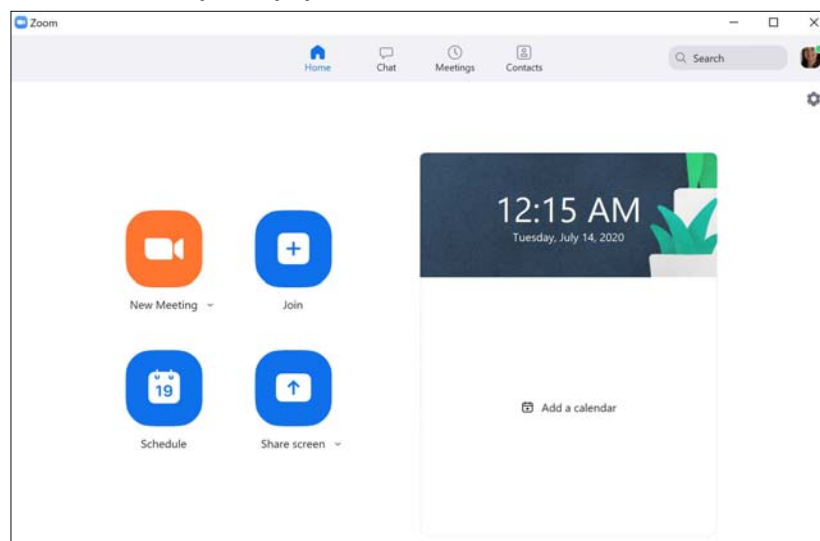 Zoom
Home Chat Meetings Contacts
Search
12:15 AM
Tuesday, July 14, 2020
New Meeting
Join
19
Schedule
Share screen
Add a calendar